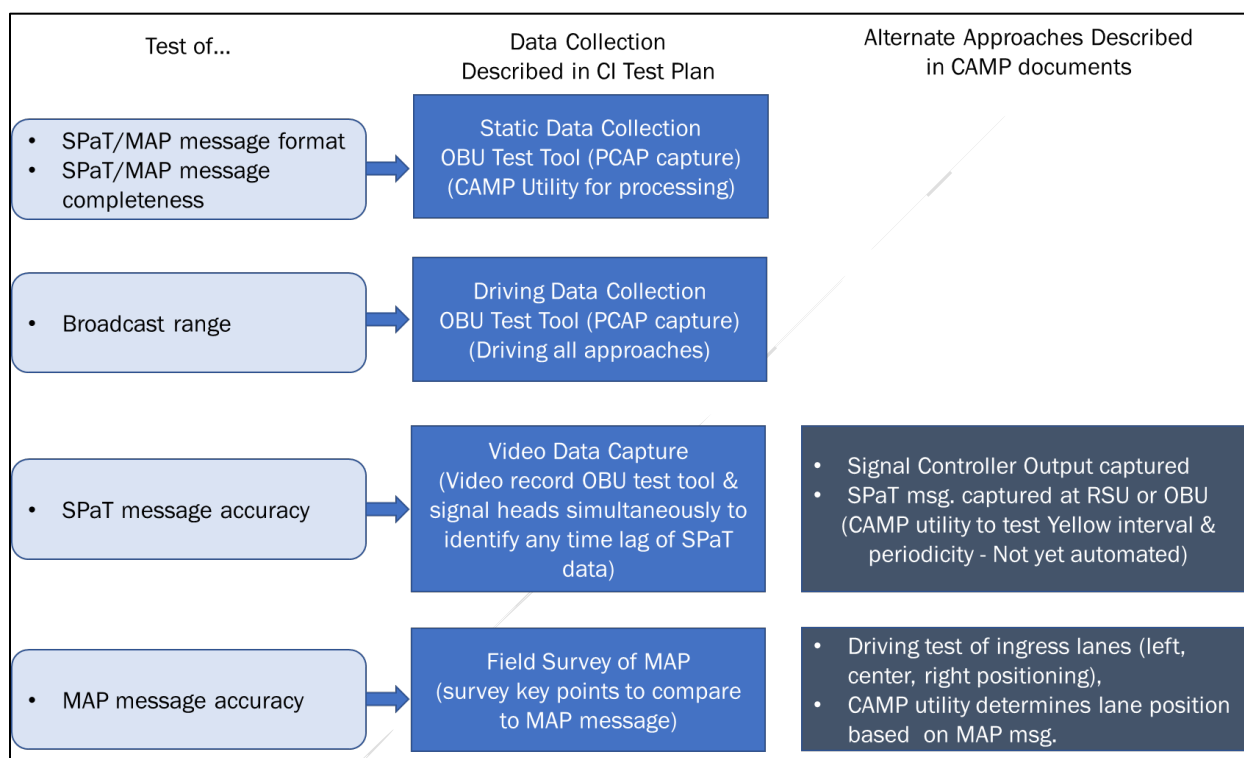 Test of...
Data Collection
Described in CI Test Plan
Alternate Approaches Described
in CAMP documents
• SPaT/MAP message format
• SPaT/MAP message
completeness
Static Data Collection
OBU Test Tool (PCAP capture)
(CAMP Utility for processing)
• Broadcast range
Driving Data Collection
OBU Test Tool (PCAP capture)
(Driving all approaches)
• SPaT message accuracy
Video Data Capture
(Video record OBU test tool &
signal heads simultaneously to
identify any time lag of SPaT
data)
• Signal Controller Output captured
• SPaT msg. captured at RSU or OBU
(CAMP utility to test Yellow interval &
periodicity - Not yet automated)
• MAP message accuracy
Field Survey of MAP
(survey key points to compare
to MAP message)
• Driving test of ingress lanes (left,
center, right positioning),
• CAMP utility determines lane position
based on MAP msg.